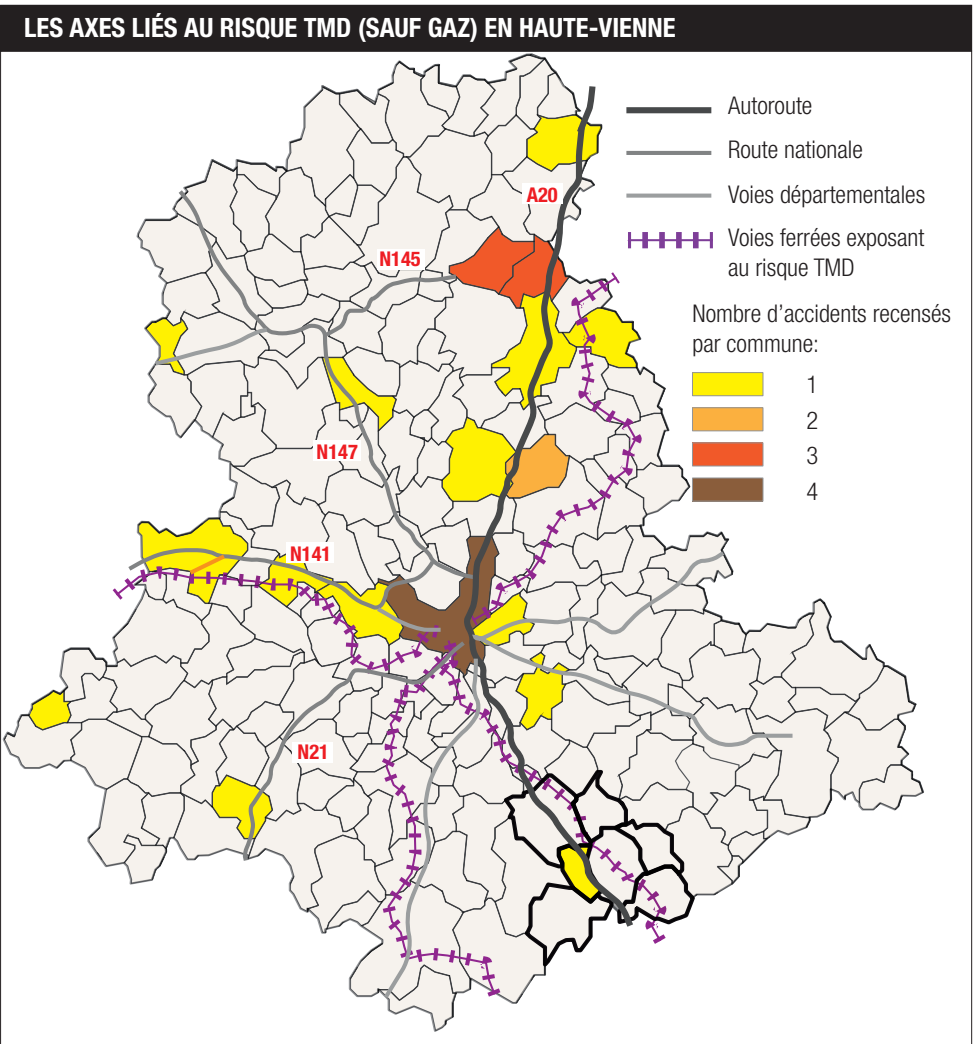 LES AXES LIÉS AU RISQUE TMD (SAUF GAZ) EN HAUTE-VIENNE
Autoroute
Route nationale
Voies départementales
Voies ferrées exposant
au risque TMD
Nombre d'accidents recensés
par commune:
1
2
3
4
A20
N145
N147
N141
N21